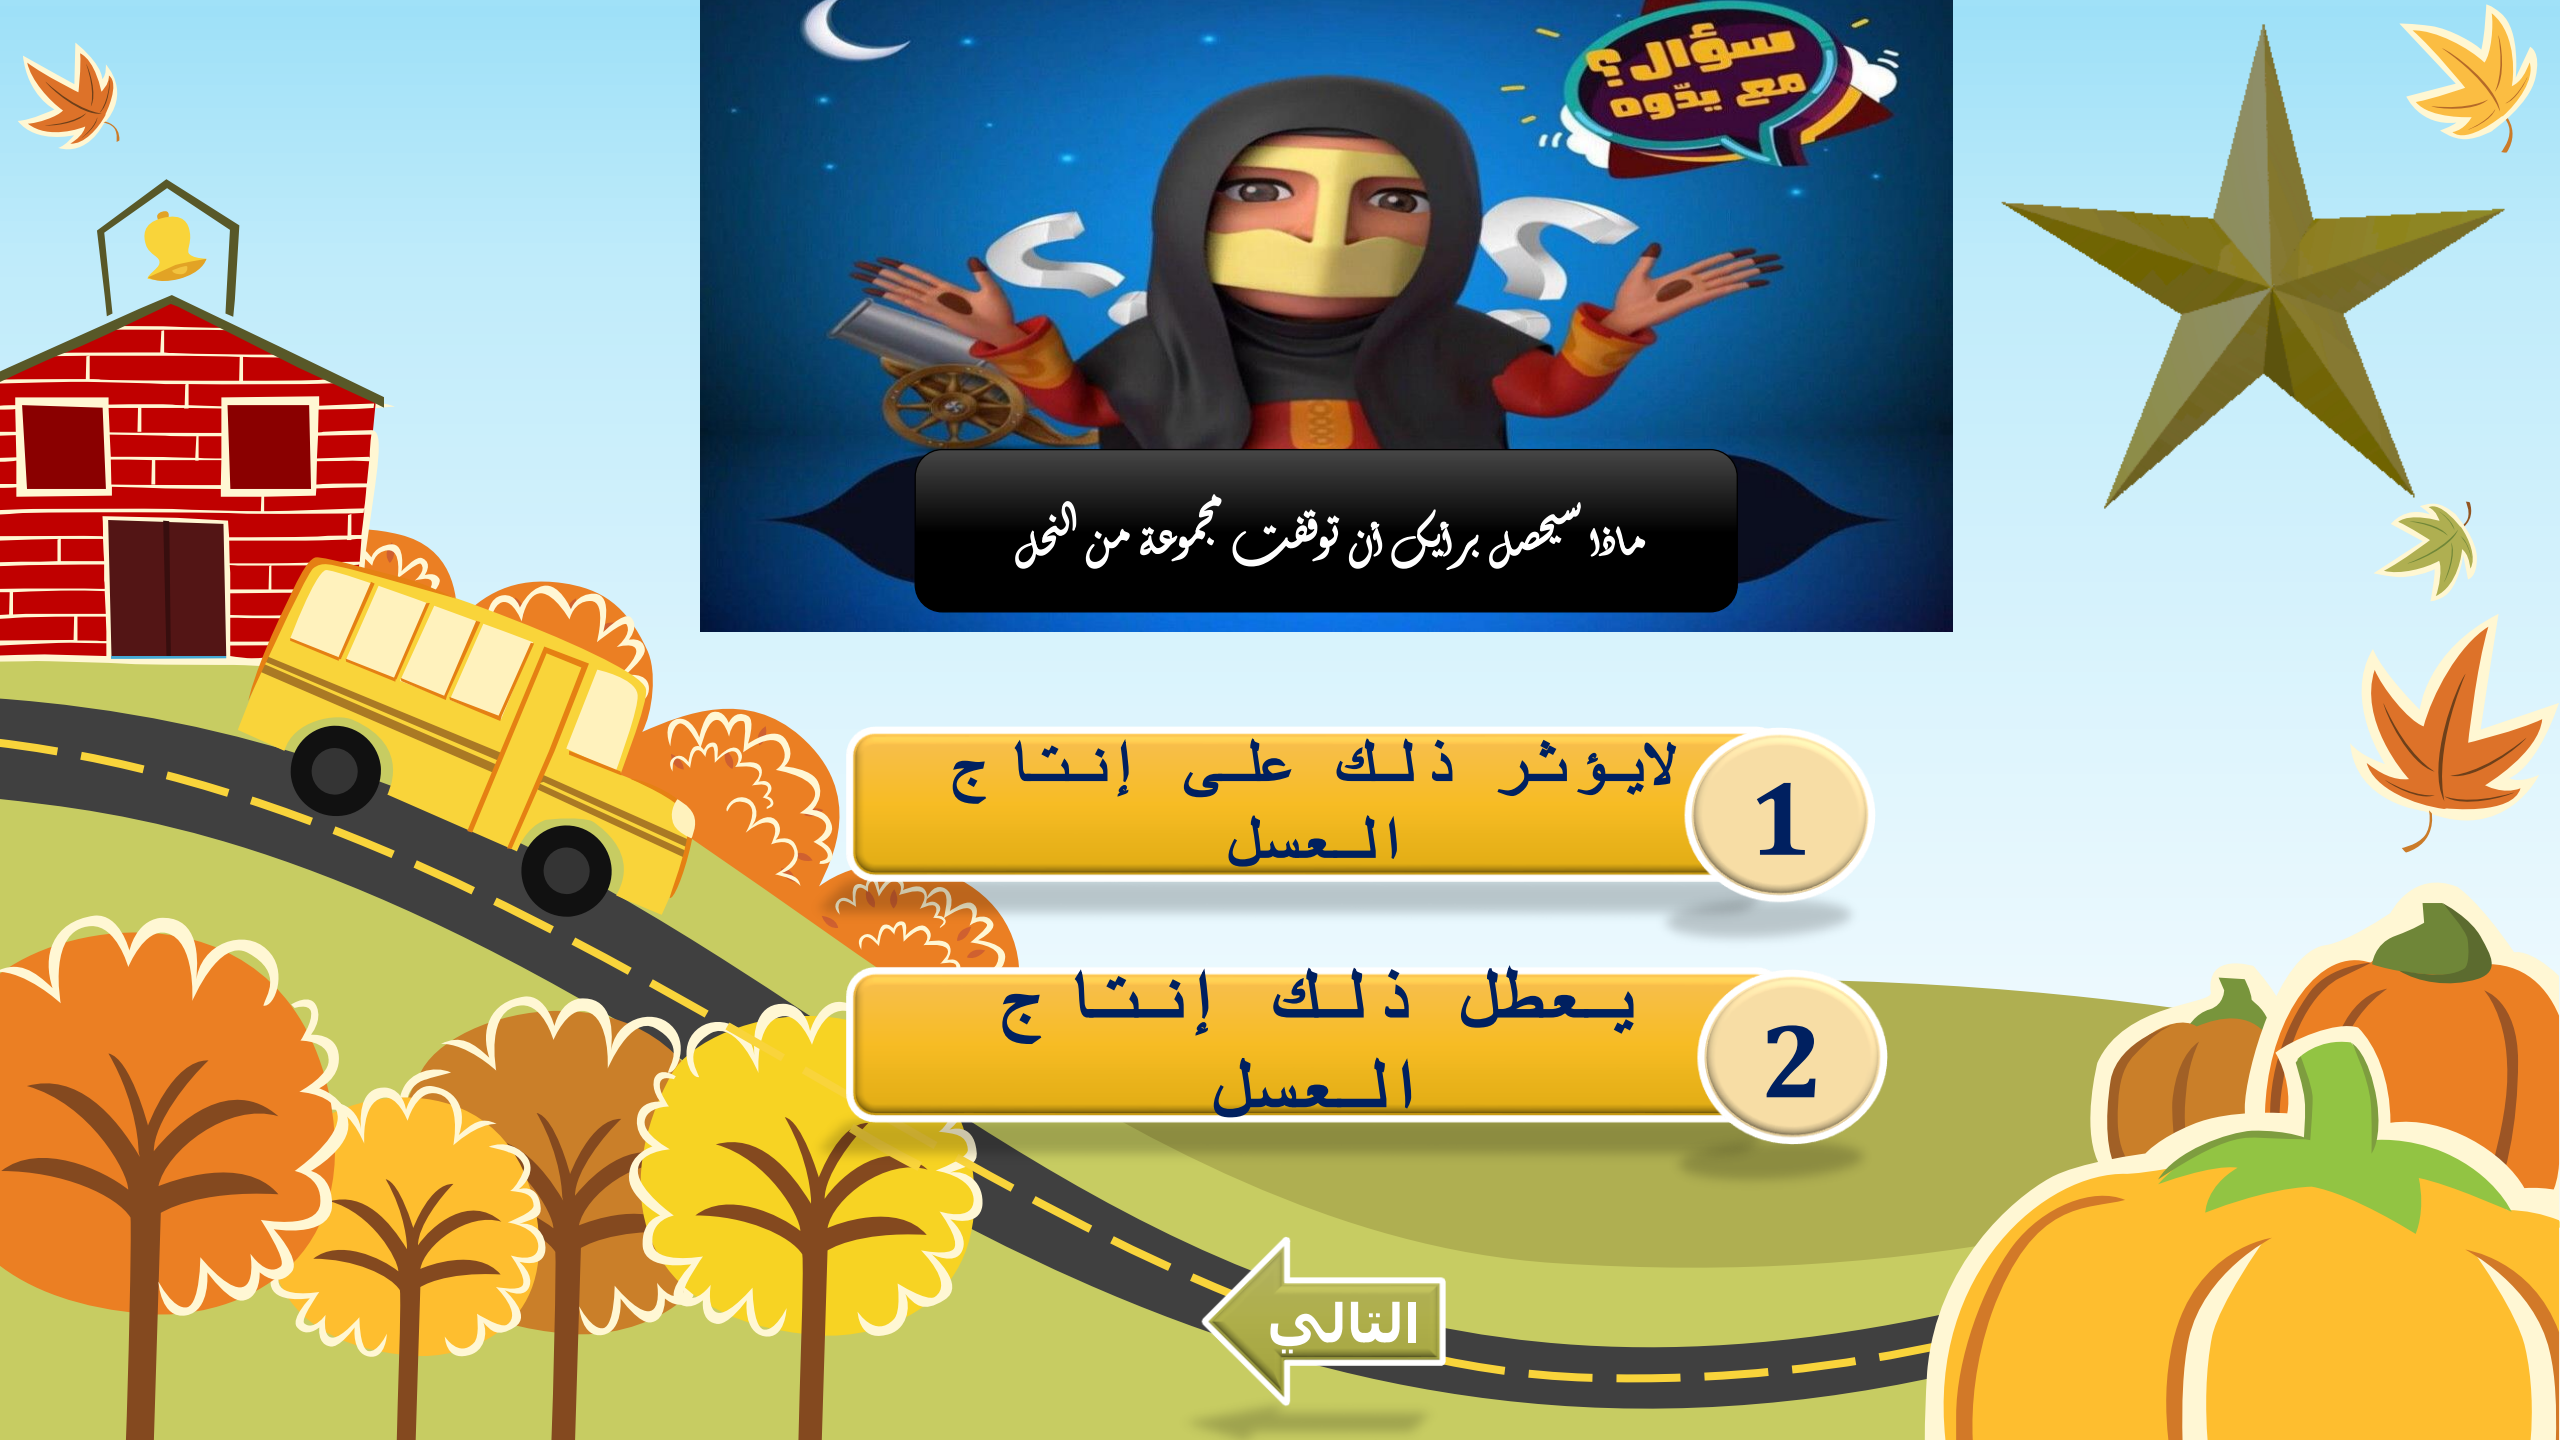 سؤال؟
مع يدّوه
ماذا سيحصل برأيك أن توقفت مجموعة من النحل
لايؤثر ذلك على إنتاج
العسل
1
يعطل ذلك إنتاج
العسل
2
التالي